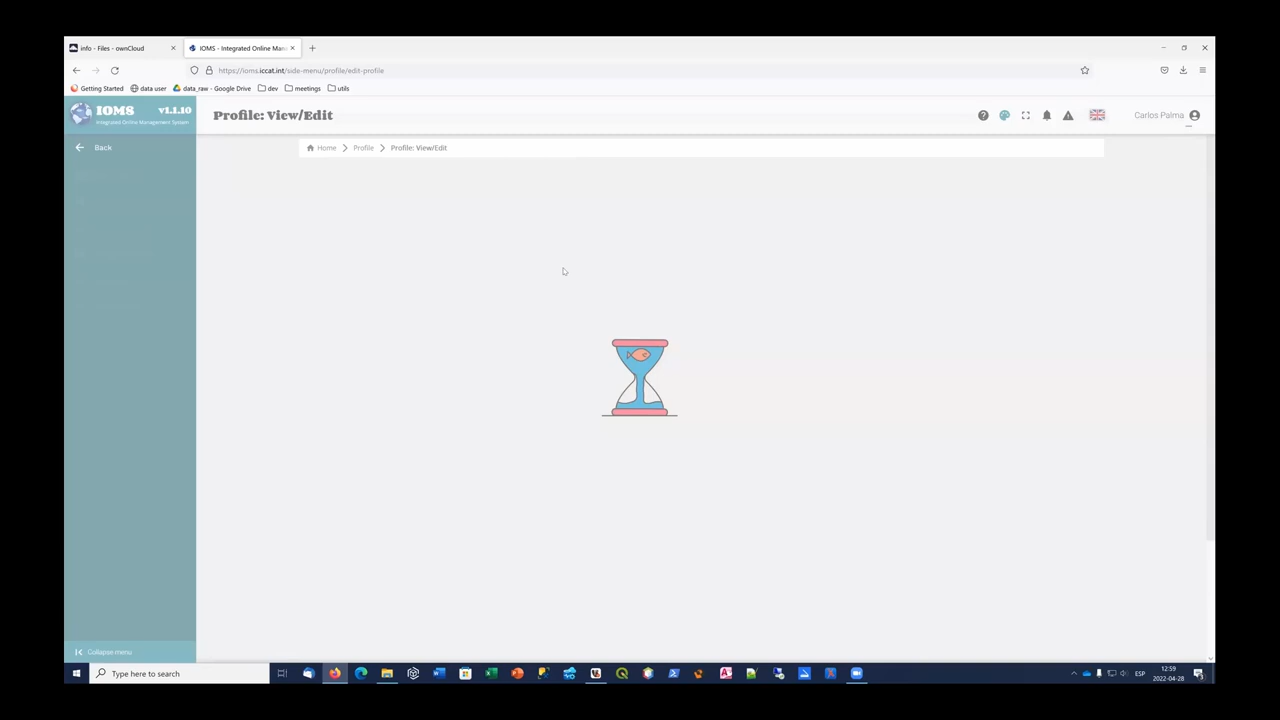 info - Files - ownCloud
IOMS - Integrated Online Man
https://ioms.iccat.int/side-menu/profile/edit-profile
Getting Started
data user
data_raw - Google Drive
dev
meetings
utils
IOMS
v1.1.10
Integrated Online Management System
Profile: View/Edit
Carlos Palma
Back
Home
Profile
Profile: View/Edit
Collapse menu
Type here to search
ESP
12:59
2022-04-28